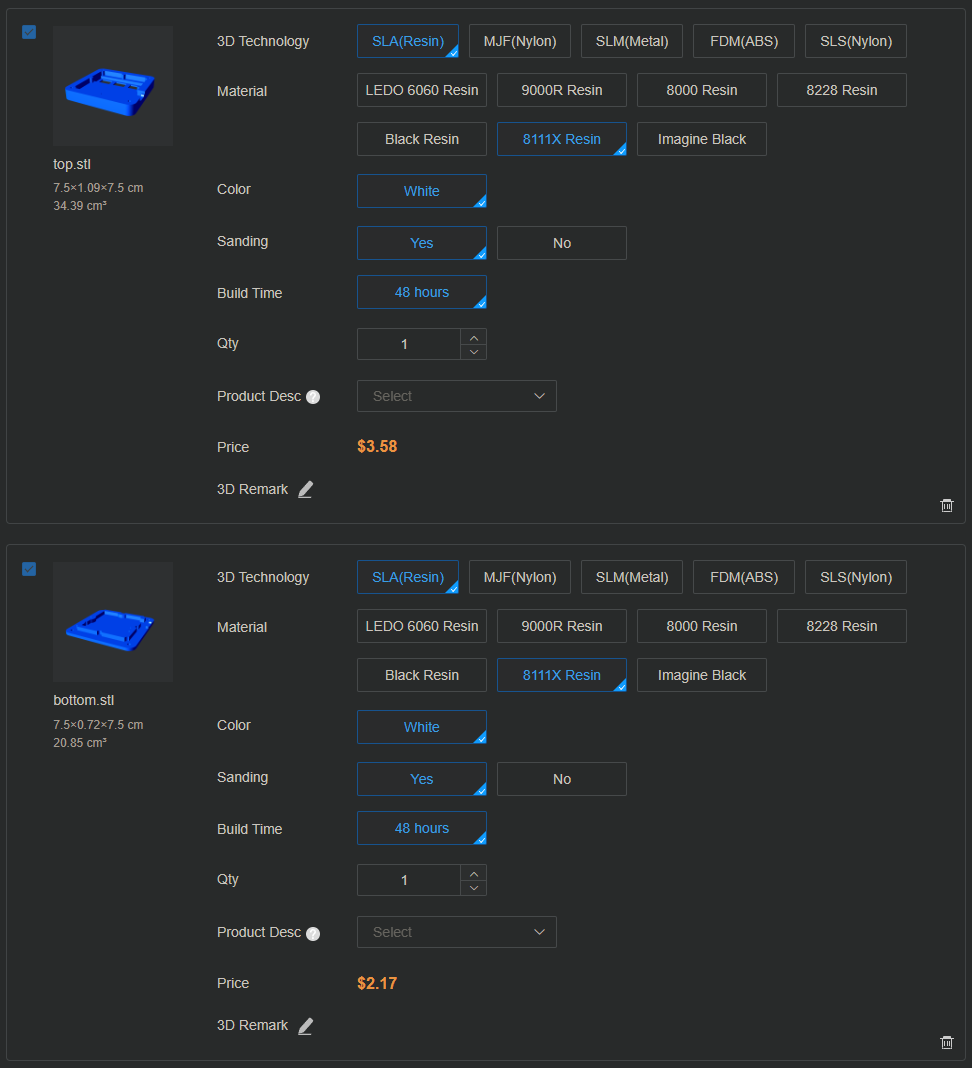 3D Technology SLA(Resin) MJF(Nylon) SLM(Metal) FDM(ABS) SLS(Nylon)
Material LEDO 6060 Resin 9000R Resin 8000 Resin 8228 Resin
Black Resin 8111X Resin Imagine Black
top.stl
7.5×1.09×7.5 cm
34.39 cm³
Color White
Sanding Yes No
Build Time 48 hours
Qty 1
Product Desc ? Select
Price $3.58
3D Remark
3D Technology SLA(Resin) MJF(Nylon) SLM(Metal) FDM(ABS) SLS(Nylon)
Material LEDO 6060 Resin 9000R Resin 8000 Resin 8228 Resin
Black Resin 8111X Resin Imagine Black
bottom.stl
7.5×0.72×7.5 cm
20.85 cm³
Color White
Sanding Yes No
Build Time 48 hours
Qty 1
Product Desc ? Select
Price $2.17
3D Remark